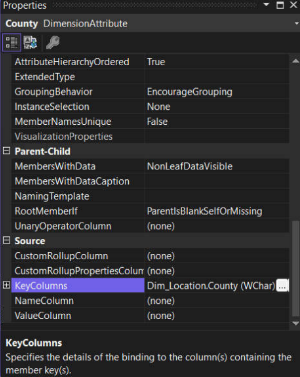 Properties
County DimensionAttribute
AttributeHierarchyOrdered True
ExtendedType
GroupingBehavior EncourageGrouping
InstanceSelection None
MemberNamesUnique False
VisualizationProperties
Parent-Child
MembersWithData NonLeafDataVisible
MembersWithDataCaption
NamingTemplate
RootMemberIf ParentIsBlankSelfOrMissing
UnaryOperatorColumn (none)
Source
CustomRollupColumn (none)
CustomRollupPropertiesColum (none)
KeyColumns Dim_Location.County (WChar) ...
NameColumn (none)
ValueColumn (none)
KeyColumns
Specifies the details of the binding to the column(s) containing the
member key(s).